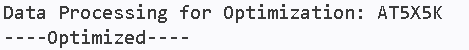 Data Processing for Optimization: AT5X5K
----Optimized----